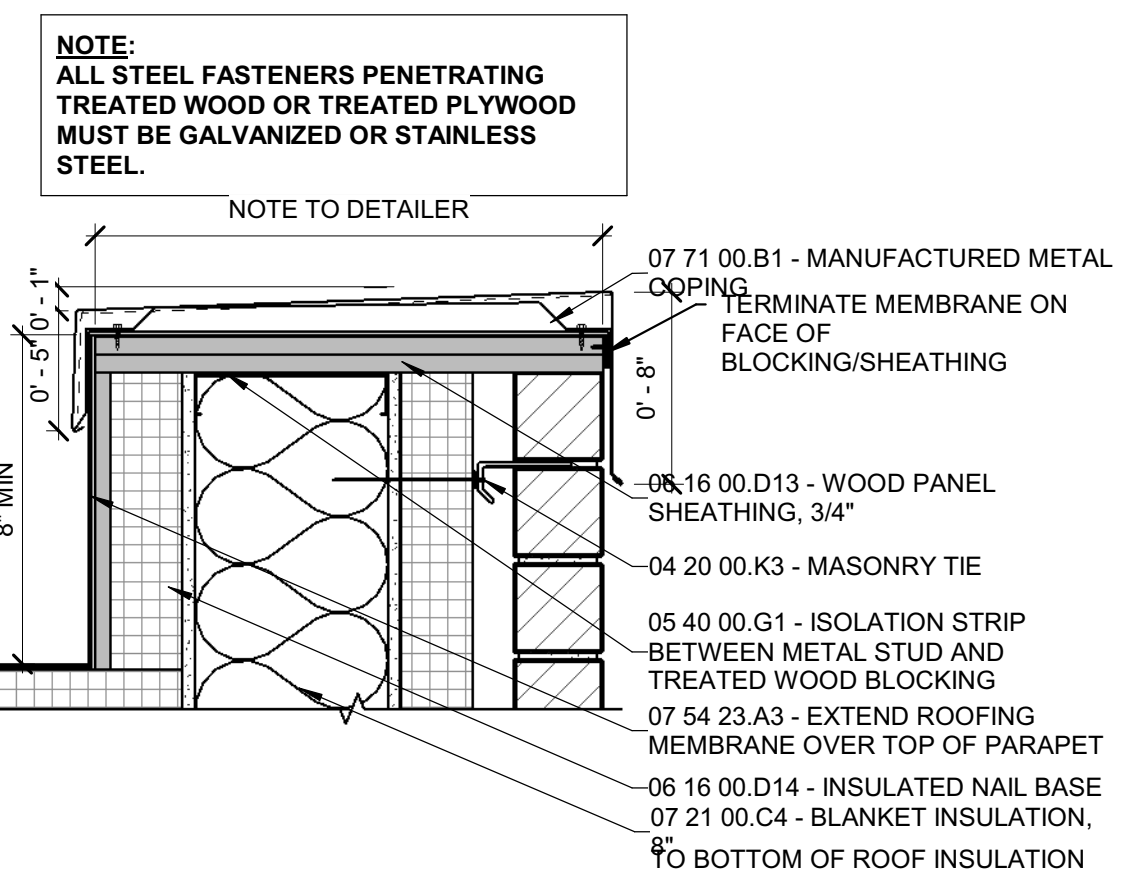 NOTE:
ALL STEEL FASTENERS PENETRATING
TREATED WOOD OR TREATED PLYWOOD
MUST BE GALVANIZED OR STAINLESS
STEEL.
NOTE TO DETAILER
0' - 1"
0' - 5"
8" MIN
0' - 8"
07 71 00.B1 - MANUFACTURED METAL
COPING
TERMINATE MEMBRANE ON
FACE OF
BLOCKING/SHEATHING
06 16 00.D13 - WOOD PANEL
SHEATHING, 3/4"
04 20 00.K3 - MASONRY TIE
05 40 00.G1 - ISOLATION STRIP
BETWEEN METAL STUD AND
TREATED WOOD BLOCKING
07 54 23.A3 - EXTEND ROOFING
MEMBRANE OVER TOP OF PARAPET
06 16 00.D14 - INSULATED NAIL BASE
07 21 00.C4 - BLANKET INSULATION,
8"
TO BOTTOM OF ROOF INSULATION